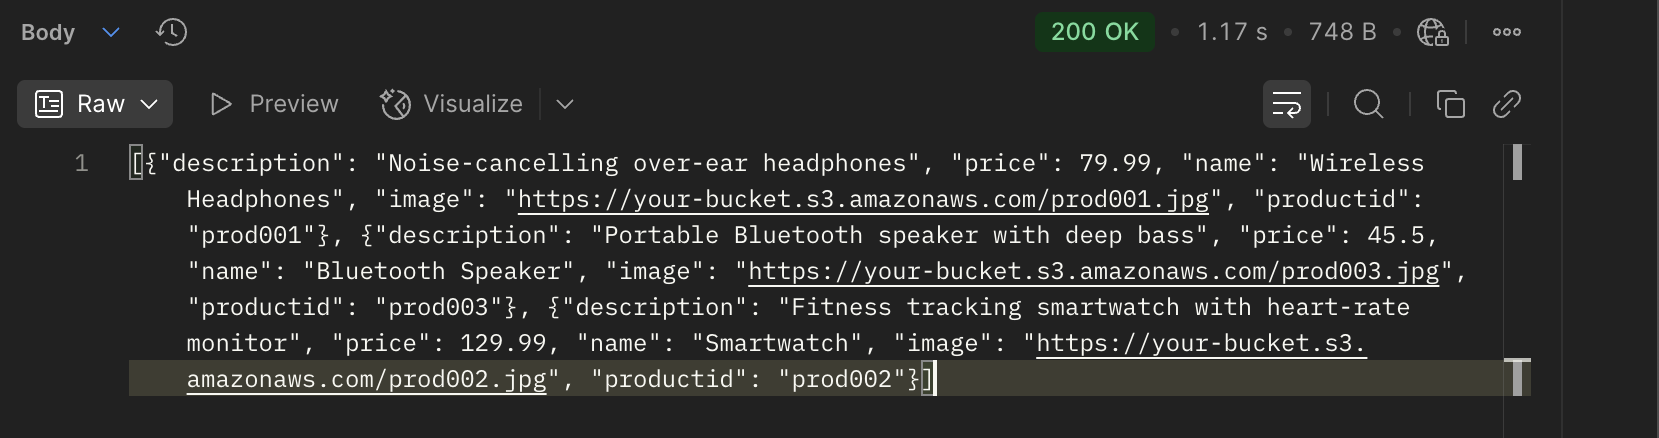 Body
200 OK • 1.17 s • 748 B •
Raw Preview Visualize
1 [{"description": "Noise-cancelling over-ear headphones", "price": 79.99, "name": "Wireless
Headphones", "image": "https://your-bucket.s3.amazonaws.com/prod001.jpg", "productid":
"prod001"}, {"description": "Portable Bluetooth speaker with deep bass", "price": 45.5,
"name": "Bluetooth Speaker", "image": "https://your-bucket.s3.amazonaws.com/prod003.jpg",
"productid": "prod003"}, {"description": "Fitness tracking smartwatch with heart-rate
monitor", "price": 129.99, "name": "Smartwatch", "image": "https://your-bucket.s3.
amazonaws.com/prod002.jpg", "productid": "prod002"}]